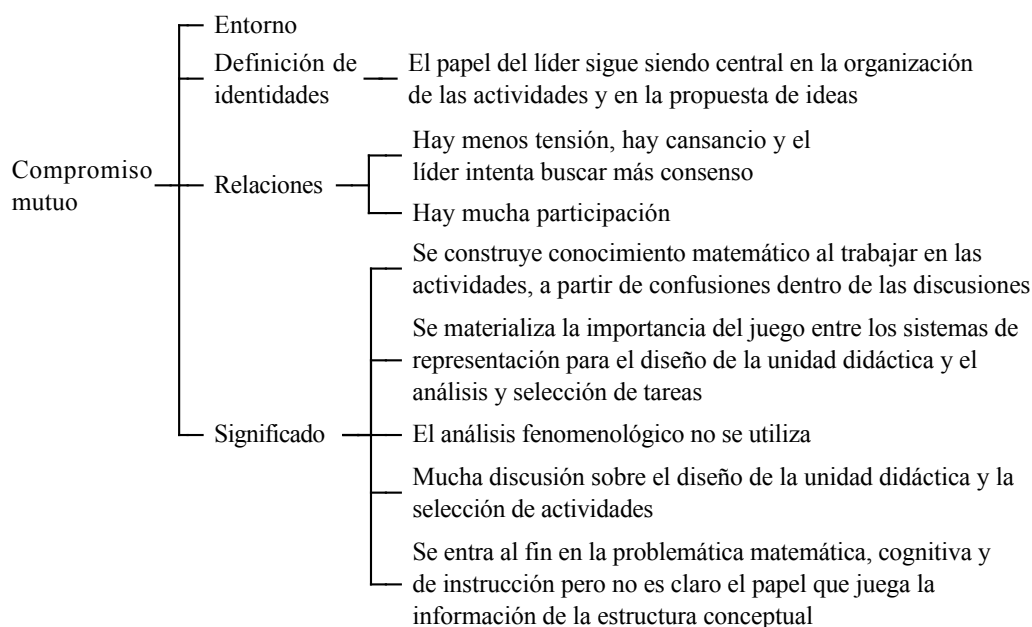 Entorno
Definición de
identidades
El papel del líder sigue siendo central en la organización
de las actividades y en la propuesta de ideas
Compromiso
mutuo
Relaciones
Hay menos tensión, hay cansancio y el
líder intenta buscar más consenso
Hay mucha participación
Significado
Se construye conocimiento matemático al trabajar en las
actividades, a partir de confusiones dentro de las discusiones
Se materializa la importancia del juego entre los sistemas de
representación para el diseño de la unidad didáctica y el
análisis y selección de tareas
El análisis fenomenológico no se utiliza
Mucha discusión sobre el diseño de la unidad didáctica y la
selección de actividades
Se entra al fin en la problemática matemática, cognitiva y
de instrucción pero no es claro el papel que juega la
información de la estructura conceptual